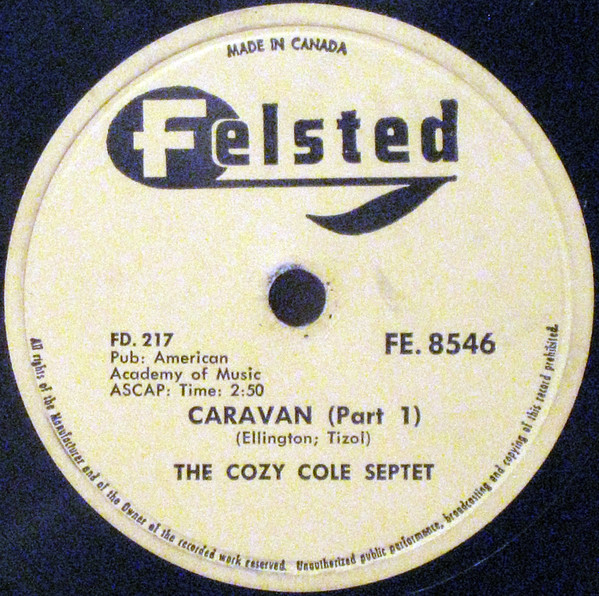 MADE IN CANADA
Felsted
FD. 217
Pub: American
Academy of Music
ASCAP: Time: 2:50
FE. 8546
CARAVAN (Part 1)
(Ellington; Tizol)
THE COZY COLE SEPTET
All rights of the Manufacturer and of the Owner of the recorded work reserved. Unauthorized public performance, broadcasting and copying of this record prohibited.